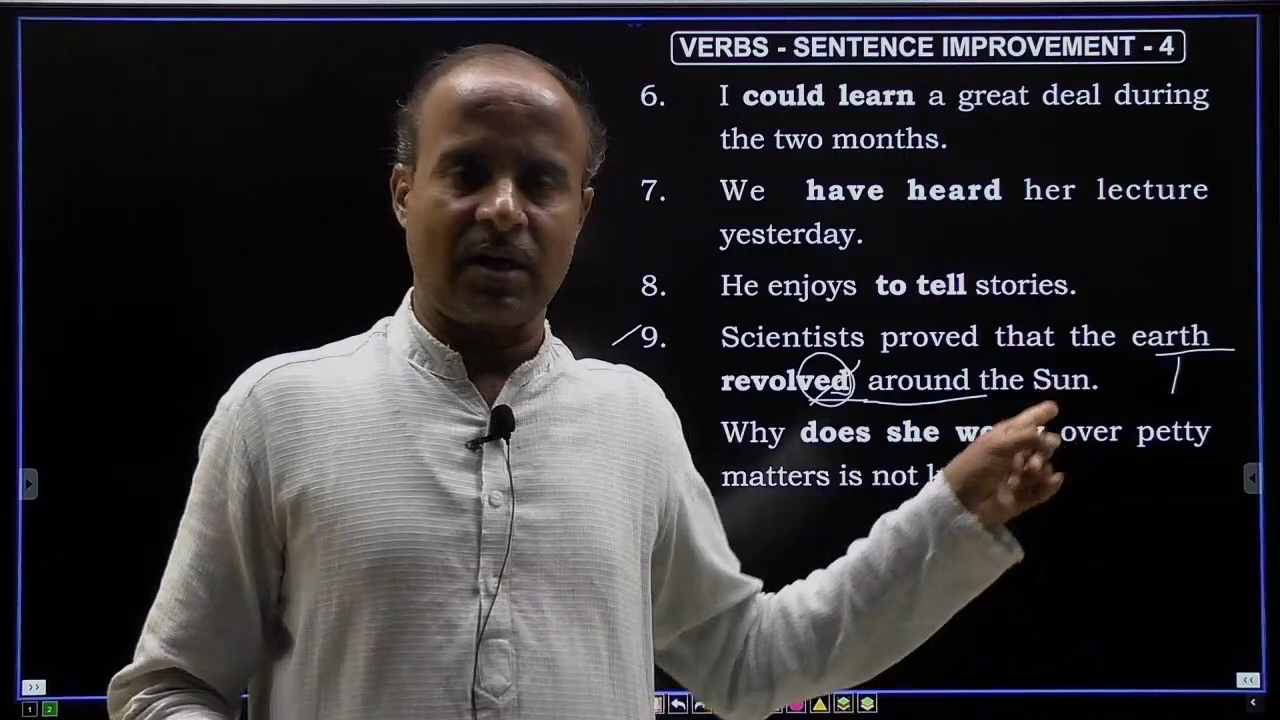 VERBS - SENTENCE IMPROVEMENT - 4
6. I could learn a great deal during
the two months.
7. We have heard her lecture
yesterday.
8. He enjoys to tell stories.
9. Scientists proved that the earth
revolved around the Sun.
T
Why does she over petty
matters is not
1 2